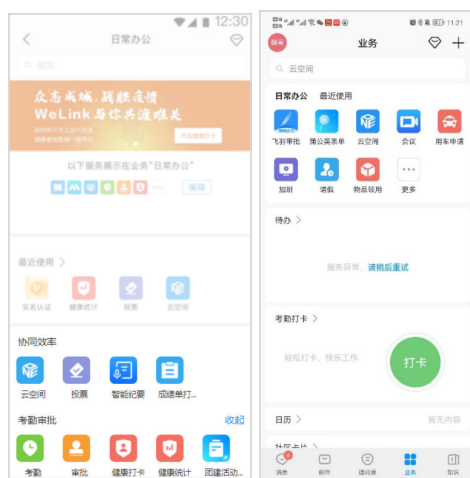 12:30
日常办公
搜索
众志成城,战胜疫情
WeLink与你共渡难关
开启健康打卡
以下服务展示在业务“日常办公”
编辑
最近使用
实名认证 健康统计 投票 云空间
协同效率
云空间 投票 智能纪要 成绩单打...
考勤审批 收起
考勤 审批 健康打卡 健康统计 团建活动...
11:21
业务
云空间
日常办公 最近使用
飞羽审批 蒲公英表单 云空间 会议 用车申请
加班 请假 物品领用 更多
待办
服务异常，请稍后重试
考勤打卡
轻松打卡、快乐工作
打卡
日历 暂无内容
社区卡片
消息 邮件 通讯录 业务 知识